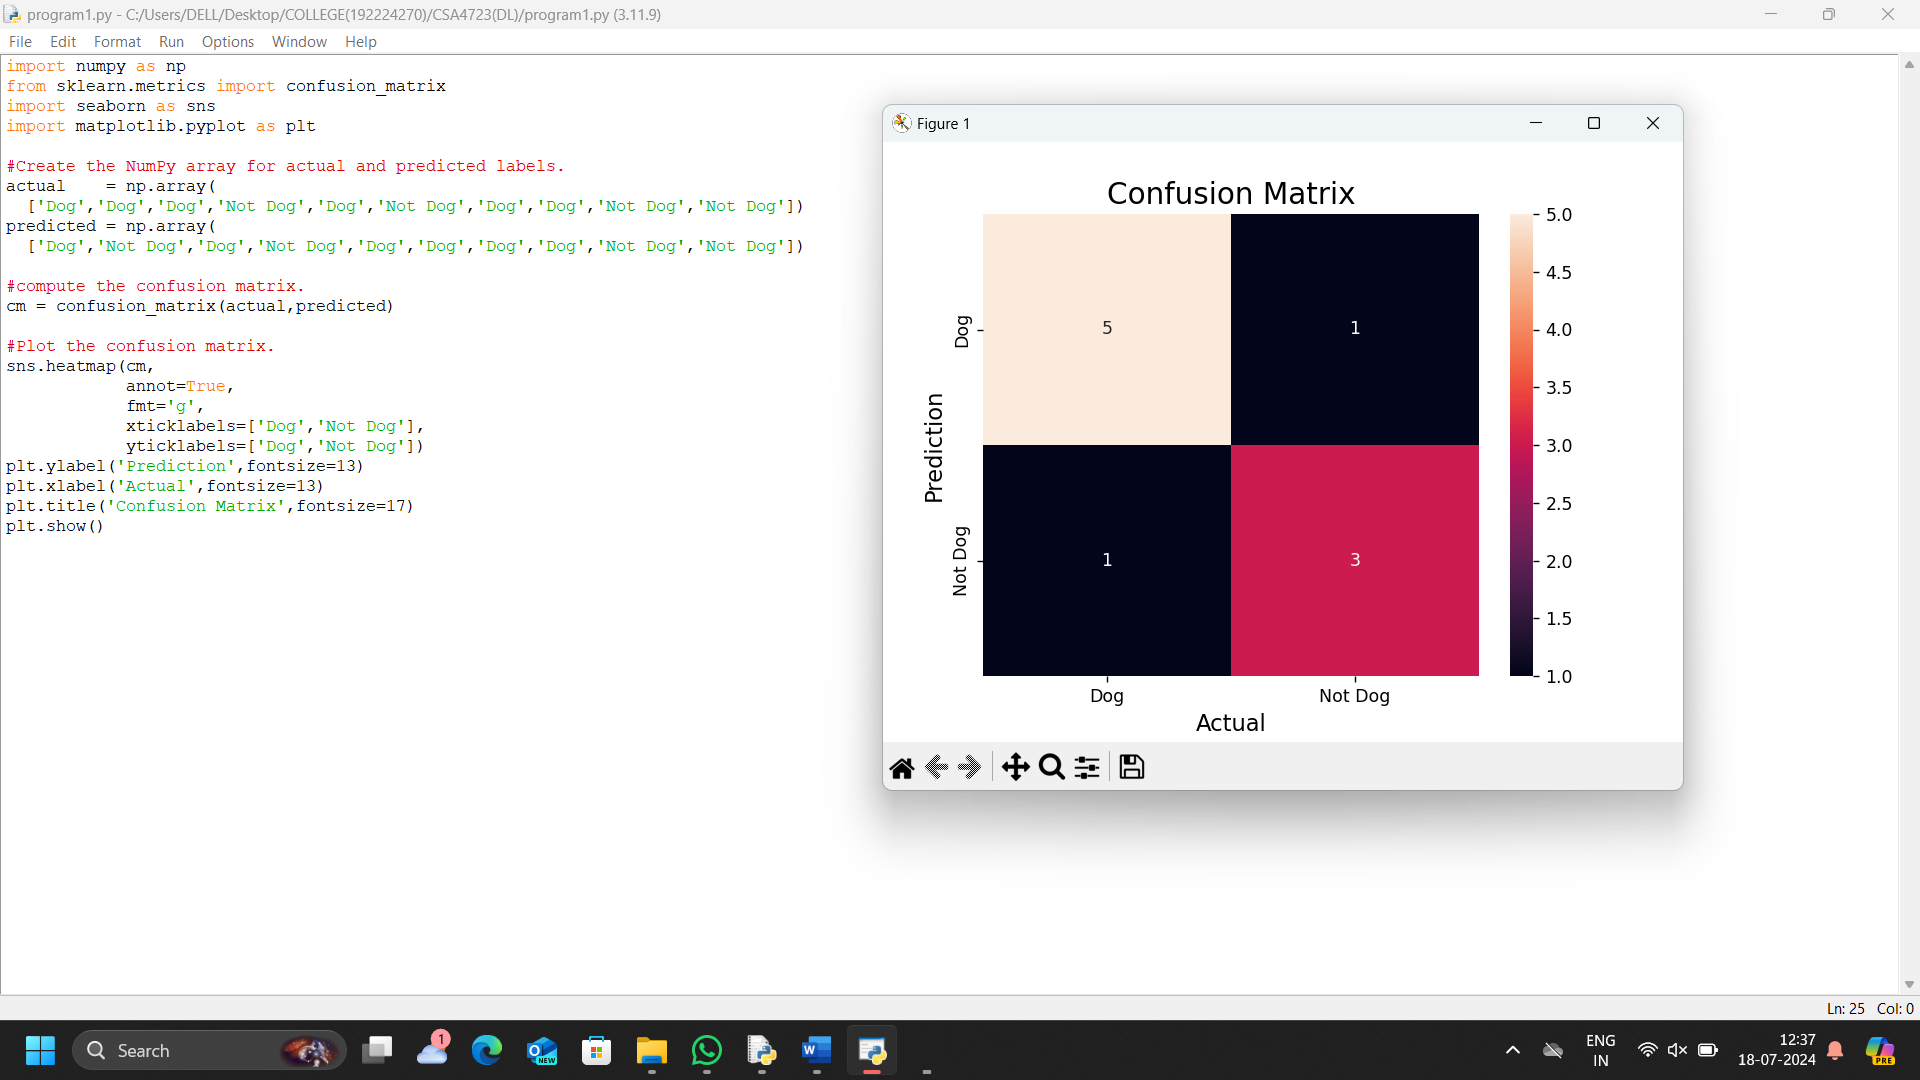 program1.py - C:/Users/DELL/Desktop/COLLEGE(192224270)/CSA4723(DL)/program1.py (3.11.9)
File Edit Format Run Options Window Help
import numpy as np
from sklearn.metrics import confusion_matrix
import seaborn as sns
import matplotlib.pyplot as plt
#Create the NumPy array for actual and predicted labels.
actual    = np.array(
  ['Dog','Dog','Dog','Not Dog','Dog','Not Dog','Dog','Dog','Not Dog','Not Dog'])
predicted = np.array(
  ['Dog','Not Dog','Dog','Not Dog','Dog','Dog','Dog','Dog','Not Dog','Not Dog'])
#compute the confusion matrix.
cm = confusion_matrix(actual,predicted)
#Plot the confusion matrix.
sns.heatmap(cm,
            annot=True,
            fmt='g',
            xticklabels=['Dog','Not Dog'],
            yticklabels=['Dog','Not Dog'])
plt.ylabel('Prediction',fontsize=13)
plt.xlabel('Actual',fontsize=13)
plt.title('Confusion Matrix',fontsize=17)
plt.show()
Figure 1
Confusion Matrix
Prediction
Dog
Not Dog
5 1
1 3
Dog Not Dog
Actual
5.0
4.5
4.0
3.5
3.0
2.5
2.0
1.5
1.0
Ln: 25 Col: 0
Search
1
NEW
W
ENG
IN
12:37
18-07-2024
PRE